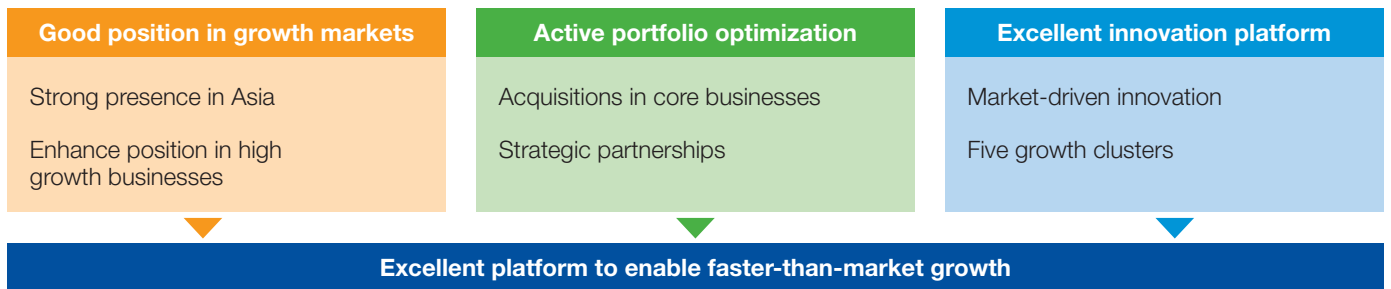 Good position in growth markets
Strong presence in Asia
Enhance position in high
growth businesses
Active portfolio optimization
Acquisitions in core businesses
Strategic partnerships
Excellent innovation platform
Market-driven innovation
Five growth clusters
Excellent platform to enable faster-than-market growth